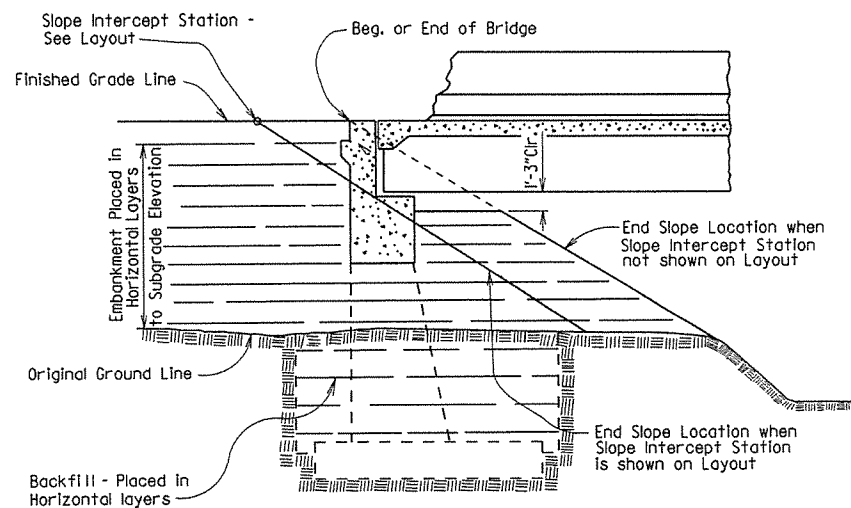 Slope Intercept Station -
See Layout
Beg. or End of Bridge
Finished Grade Line
Embankment Placed in
Horizontal Layers
to Subgrade Elevation
1'-3"Clr
End Slope Location when
Slope Intercept Station
not shown on Layout
Original Ground Line
End Slope Location when
Slope Intercept Station
is shown on Layout
Backfill - Placed in
Horizontal layers